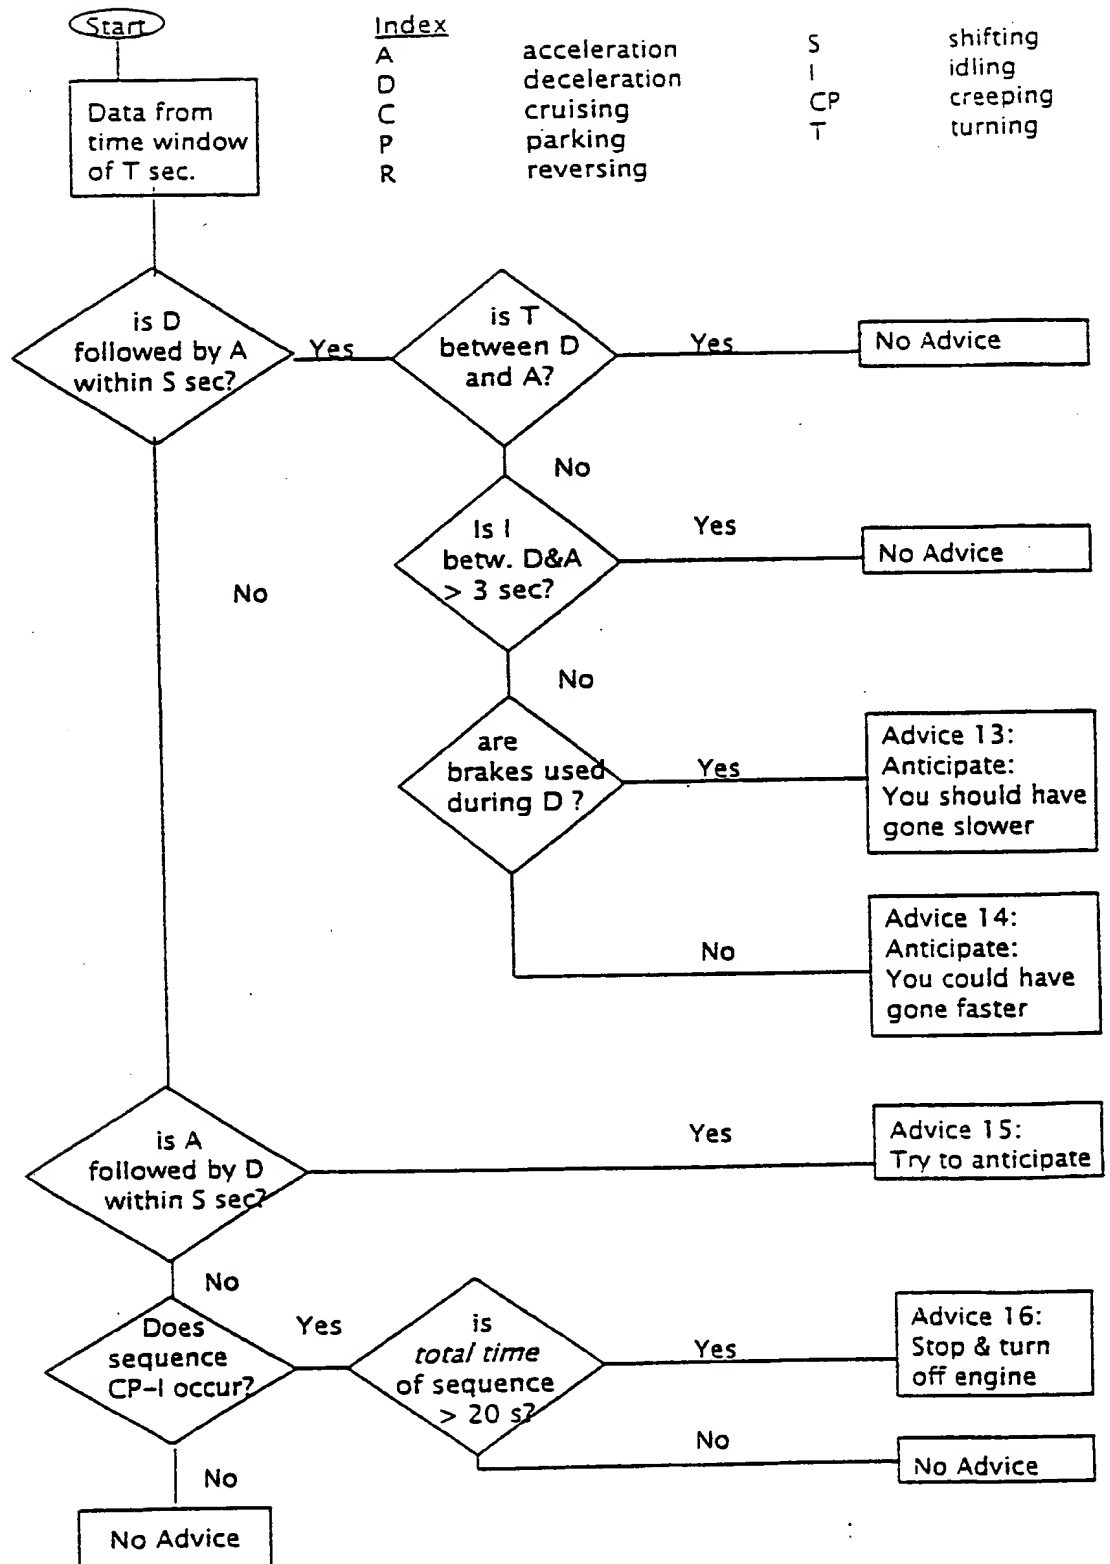 Start
Index
A acceleration
D deceleration
C cruising
P parking
R reversing
S shifting
I idling
CP creeping
T turning
Data from
time window
of T sec.
is D
followed by A
within S sec?
Yes
is T
between D
and A?
Yes
No Advice
No
Is I
betw. D&A
> 3 sec?
Yes
No Advice
No
No
are
brakes used
during D ?
Yes
Advice 13:
Anticipate:
You should have
gone slower
No
Advice 14:
Anticipate:
You could have
gone faster
is A
followed by D
within S sec?
Yes
Advice 15:
Try to anticipate
No
Does
sequence
CP-I occur?
Yes
is
total time
of sequence
> 20 s?
Yes
Advice 16:
Stop & turn
off engine
No
No Advice
No
No Advice